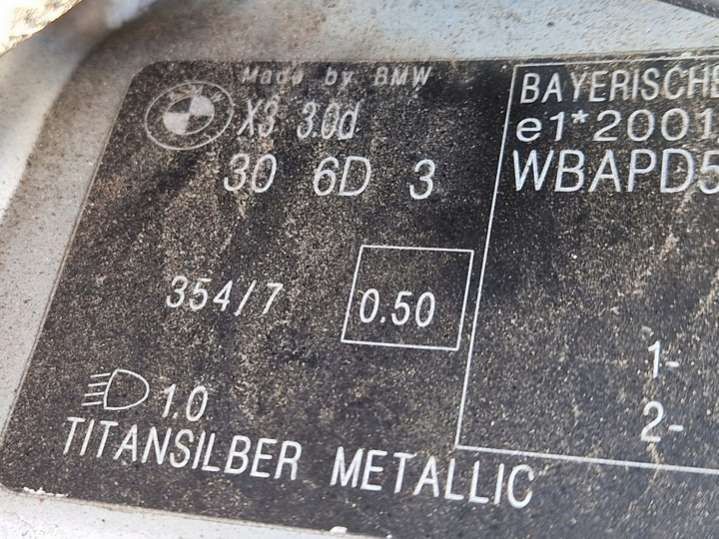 Made by BMW
X3 3.0d
30 6D 3
354/7
0.50
1.0
TITANSILBER METALLIC
BAYERISCHE
e1*2001
WBAPD5
1-
2-